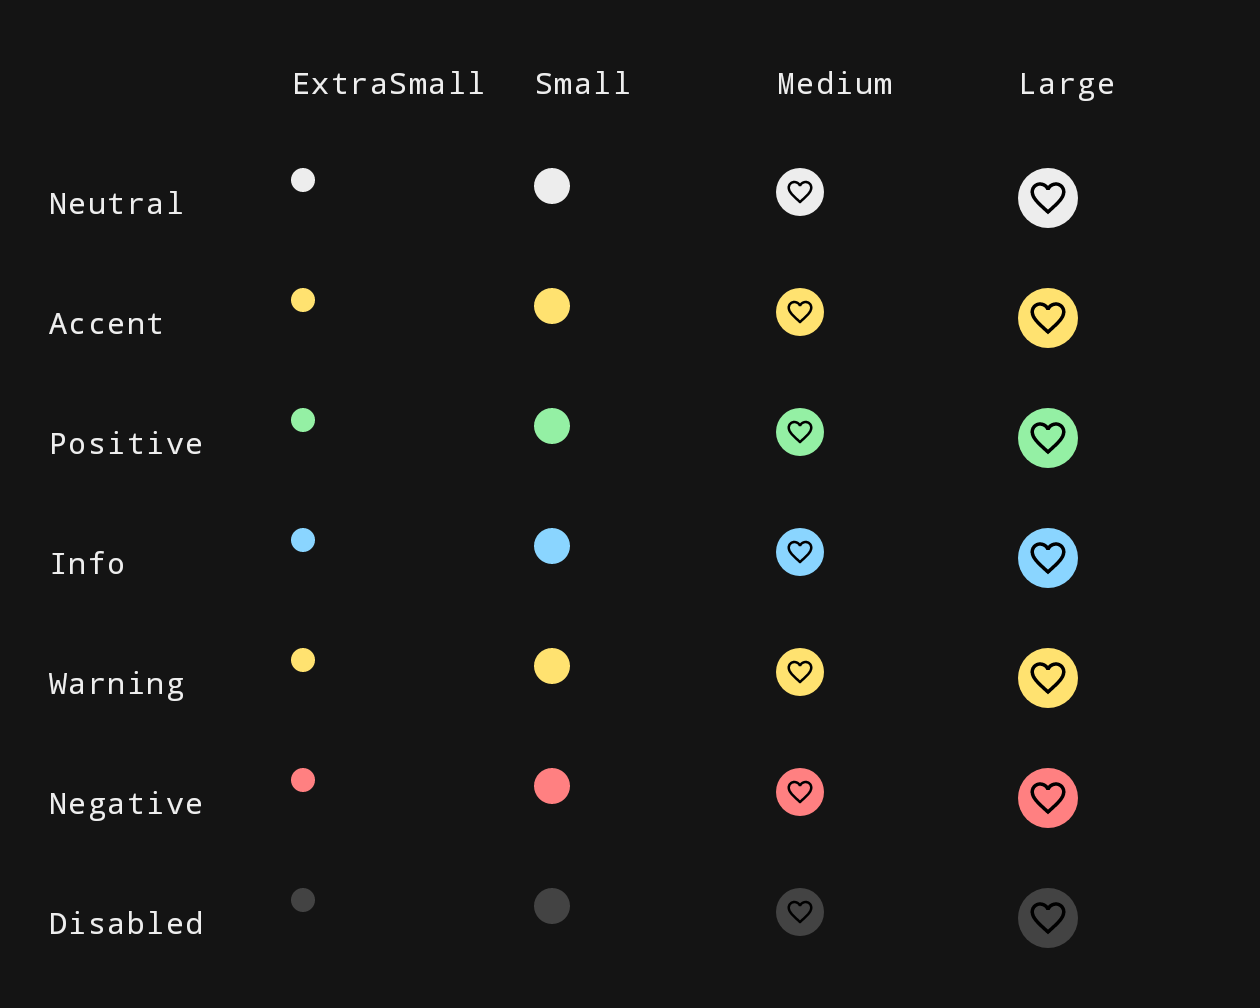 ExtraSmall Small Medium Large
Neutral
Accent
Positive
Info
Warning
Negative
Disabled